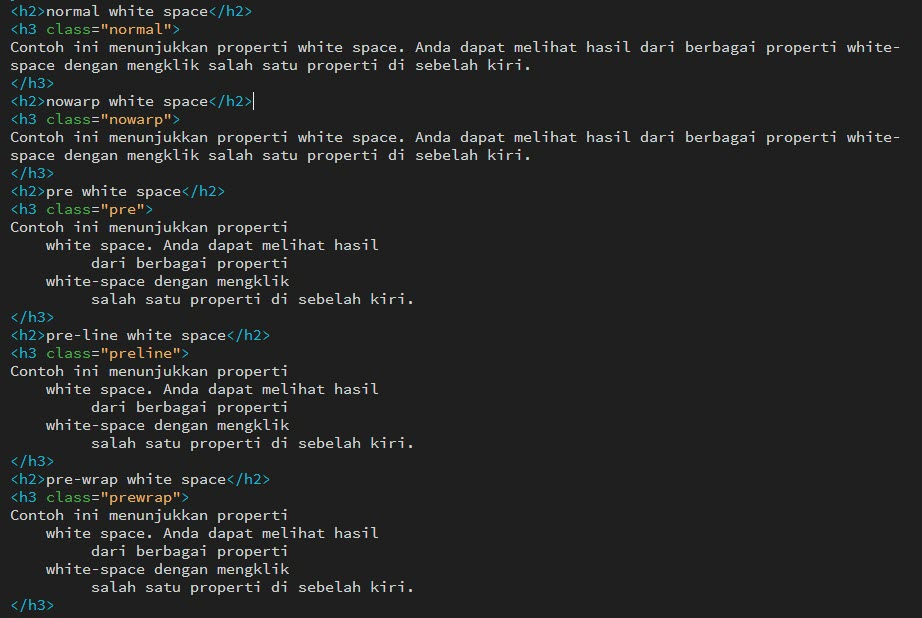 <h2>normal white space</h2>
<h3 class="normal">
Contoh ini menunjukkan properti white space. Anda dapat melihat hasil dari berbagai properti white-
space dengan mengklik salah satu properti di sebelah kiri.
</h3>
<h2>nowarp white space</h2>
<h3 class="nowarp">
Contoh ini menunjukkan properti white space. Anda dapat melihat hasil dari berbagai properti white-
space dengan mengklik salah satu properti di sebelah kiri.
</h3>
<h2>pre white space</h2>
<h3 class="pre">
Contoh ini menunjukkan properti
    white space. Anda dapat melihat hasil
         dari berbagai properti
    white-space dengan mengklik
         salah satu properti di sebelah kiri.
</h3>
<h2>pre-line white space</h2>
<h3 class="preline">
Contoh ini menunjukkan properti
    white space. Anda dapat melihat hasil
         dari berbagai properti
    white-space dengan mengklik
         salah satu properti di sebelah kiri.
</h3>
<h2>pre-wrap white space</h2>
<h3 class="prewrap">
Contoh ini menunjukkan properti
    white space. Anda dapat melihat hasil
         dari berbagai properti
    white-space dengan mengklik
         salah satu properti di sebelah kiri.
</h3>